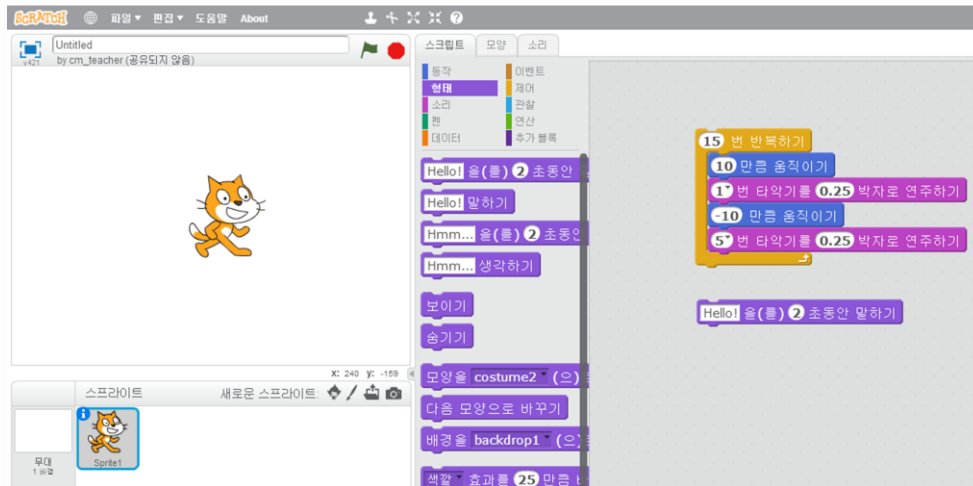 SCRATCH 파일▼ 편집▼ 도움말 About
Untitled
by cm_teacher (공유되지 않음)
v421
스크립트 모양 소리
동작 이벤트
형태 제어
소리 관찰
펜 연산
데이터 추가 블록
Hello! 을(를) 2 초동안
Hello! 말하기
Hmm... 을(를) 2 초동안
Hmm... 생각하기
보이기
숨기기
모양을 costume2 (으)
다음 모양으로 바꾸기
배경을 backdrop1 (으)
색깔 효과를 25 만큼
15 번 반복하기
10 만큼 움직이기
1 번 타악기를 0.25 박자로 연주하기
-10 만큼 움직이기
5 번 타악기를 0.25 박자로 연주하기
Hello! 을(를) 2 초동안 말하기
x: 240 y: -159
스프라이트 새로운 스프라이트:
무대
Sprite1